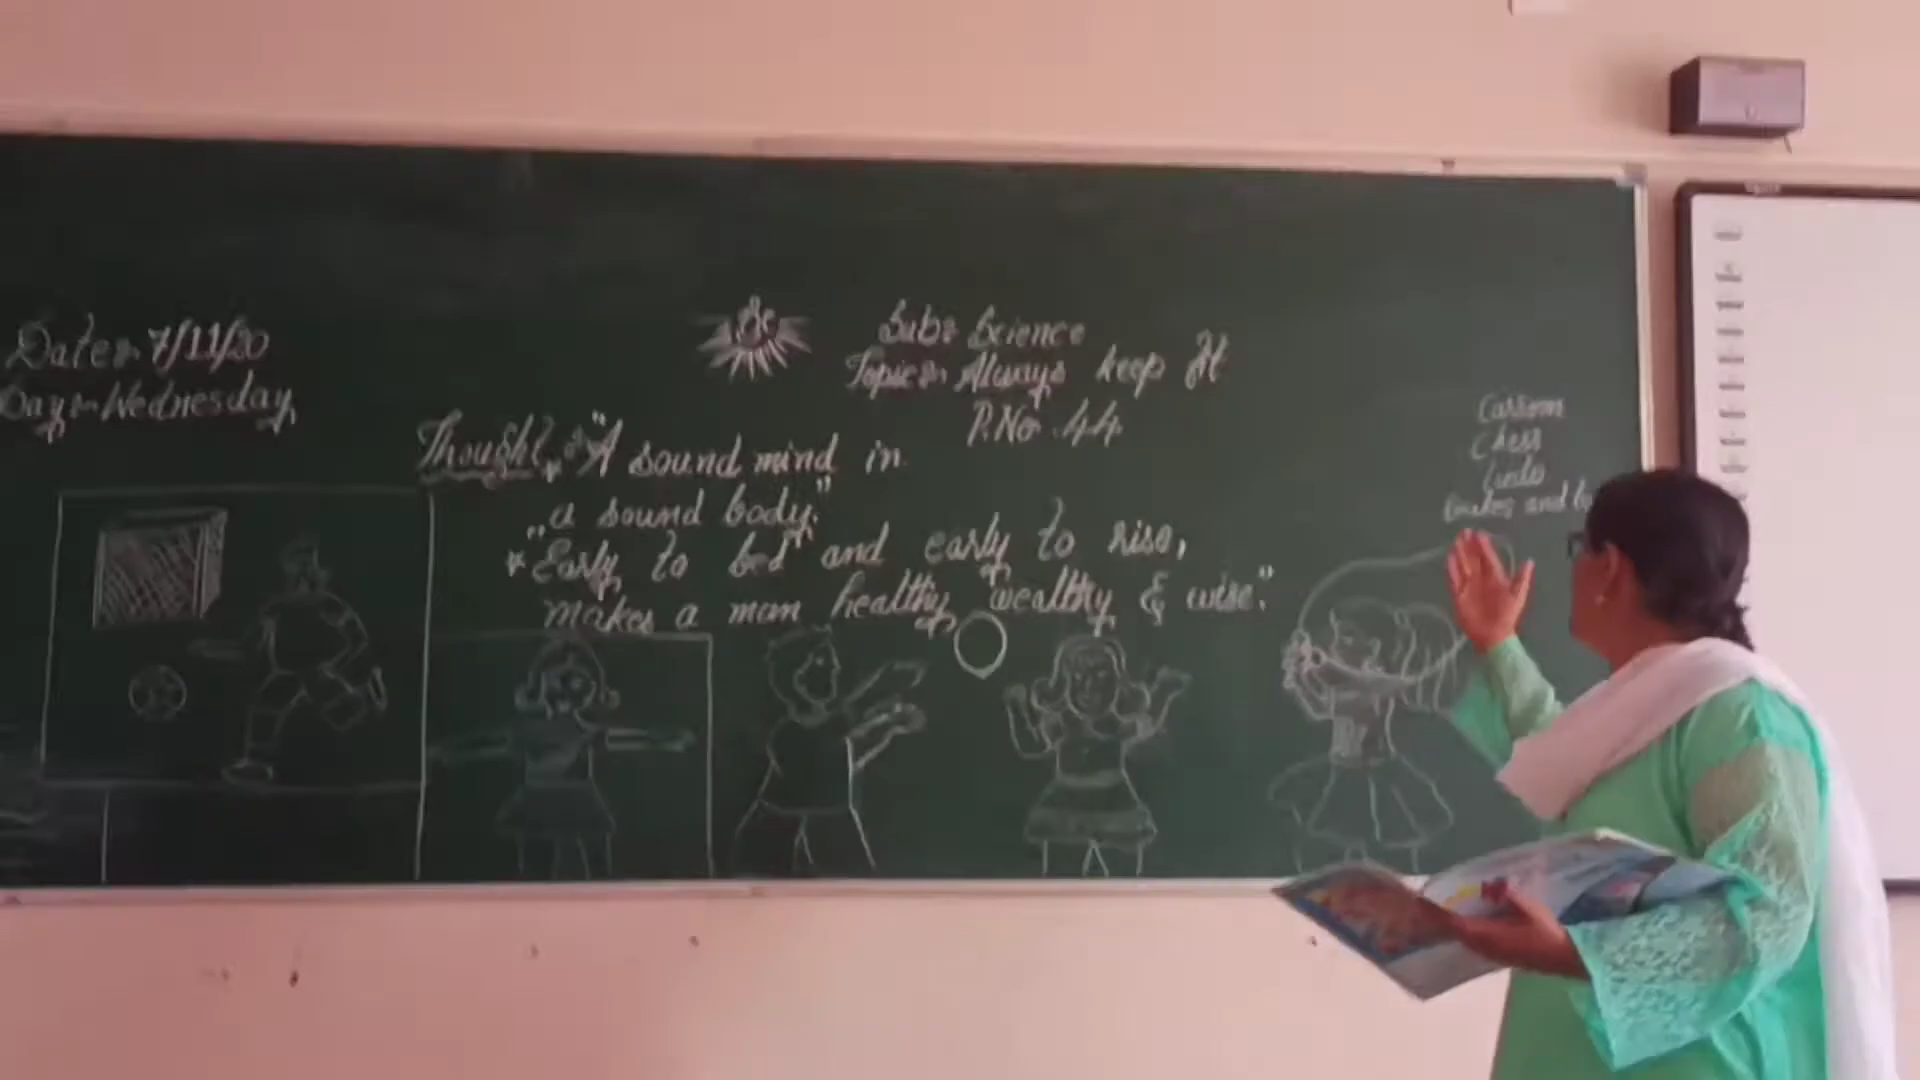 Date:- 7/11/20
Day:- Wednesday
Sub:- Science
Topic:- Always keep fit
P.No. 44
Thought:- "A sound mind in
a sound body."
* "Early to bed and early to rise,
makes a man healthy wealthy & wise."
Carrom
Chess
Ludo
Snakes and